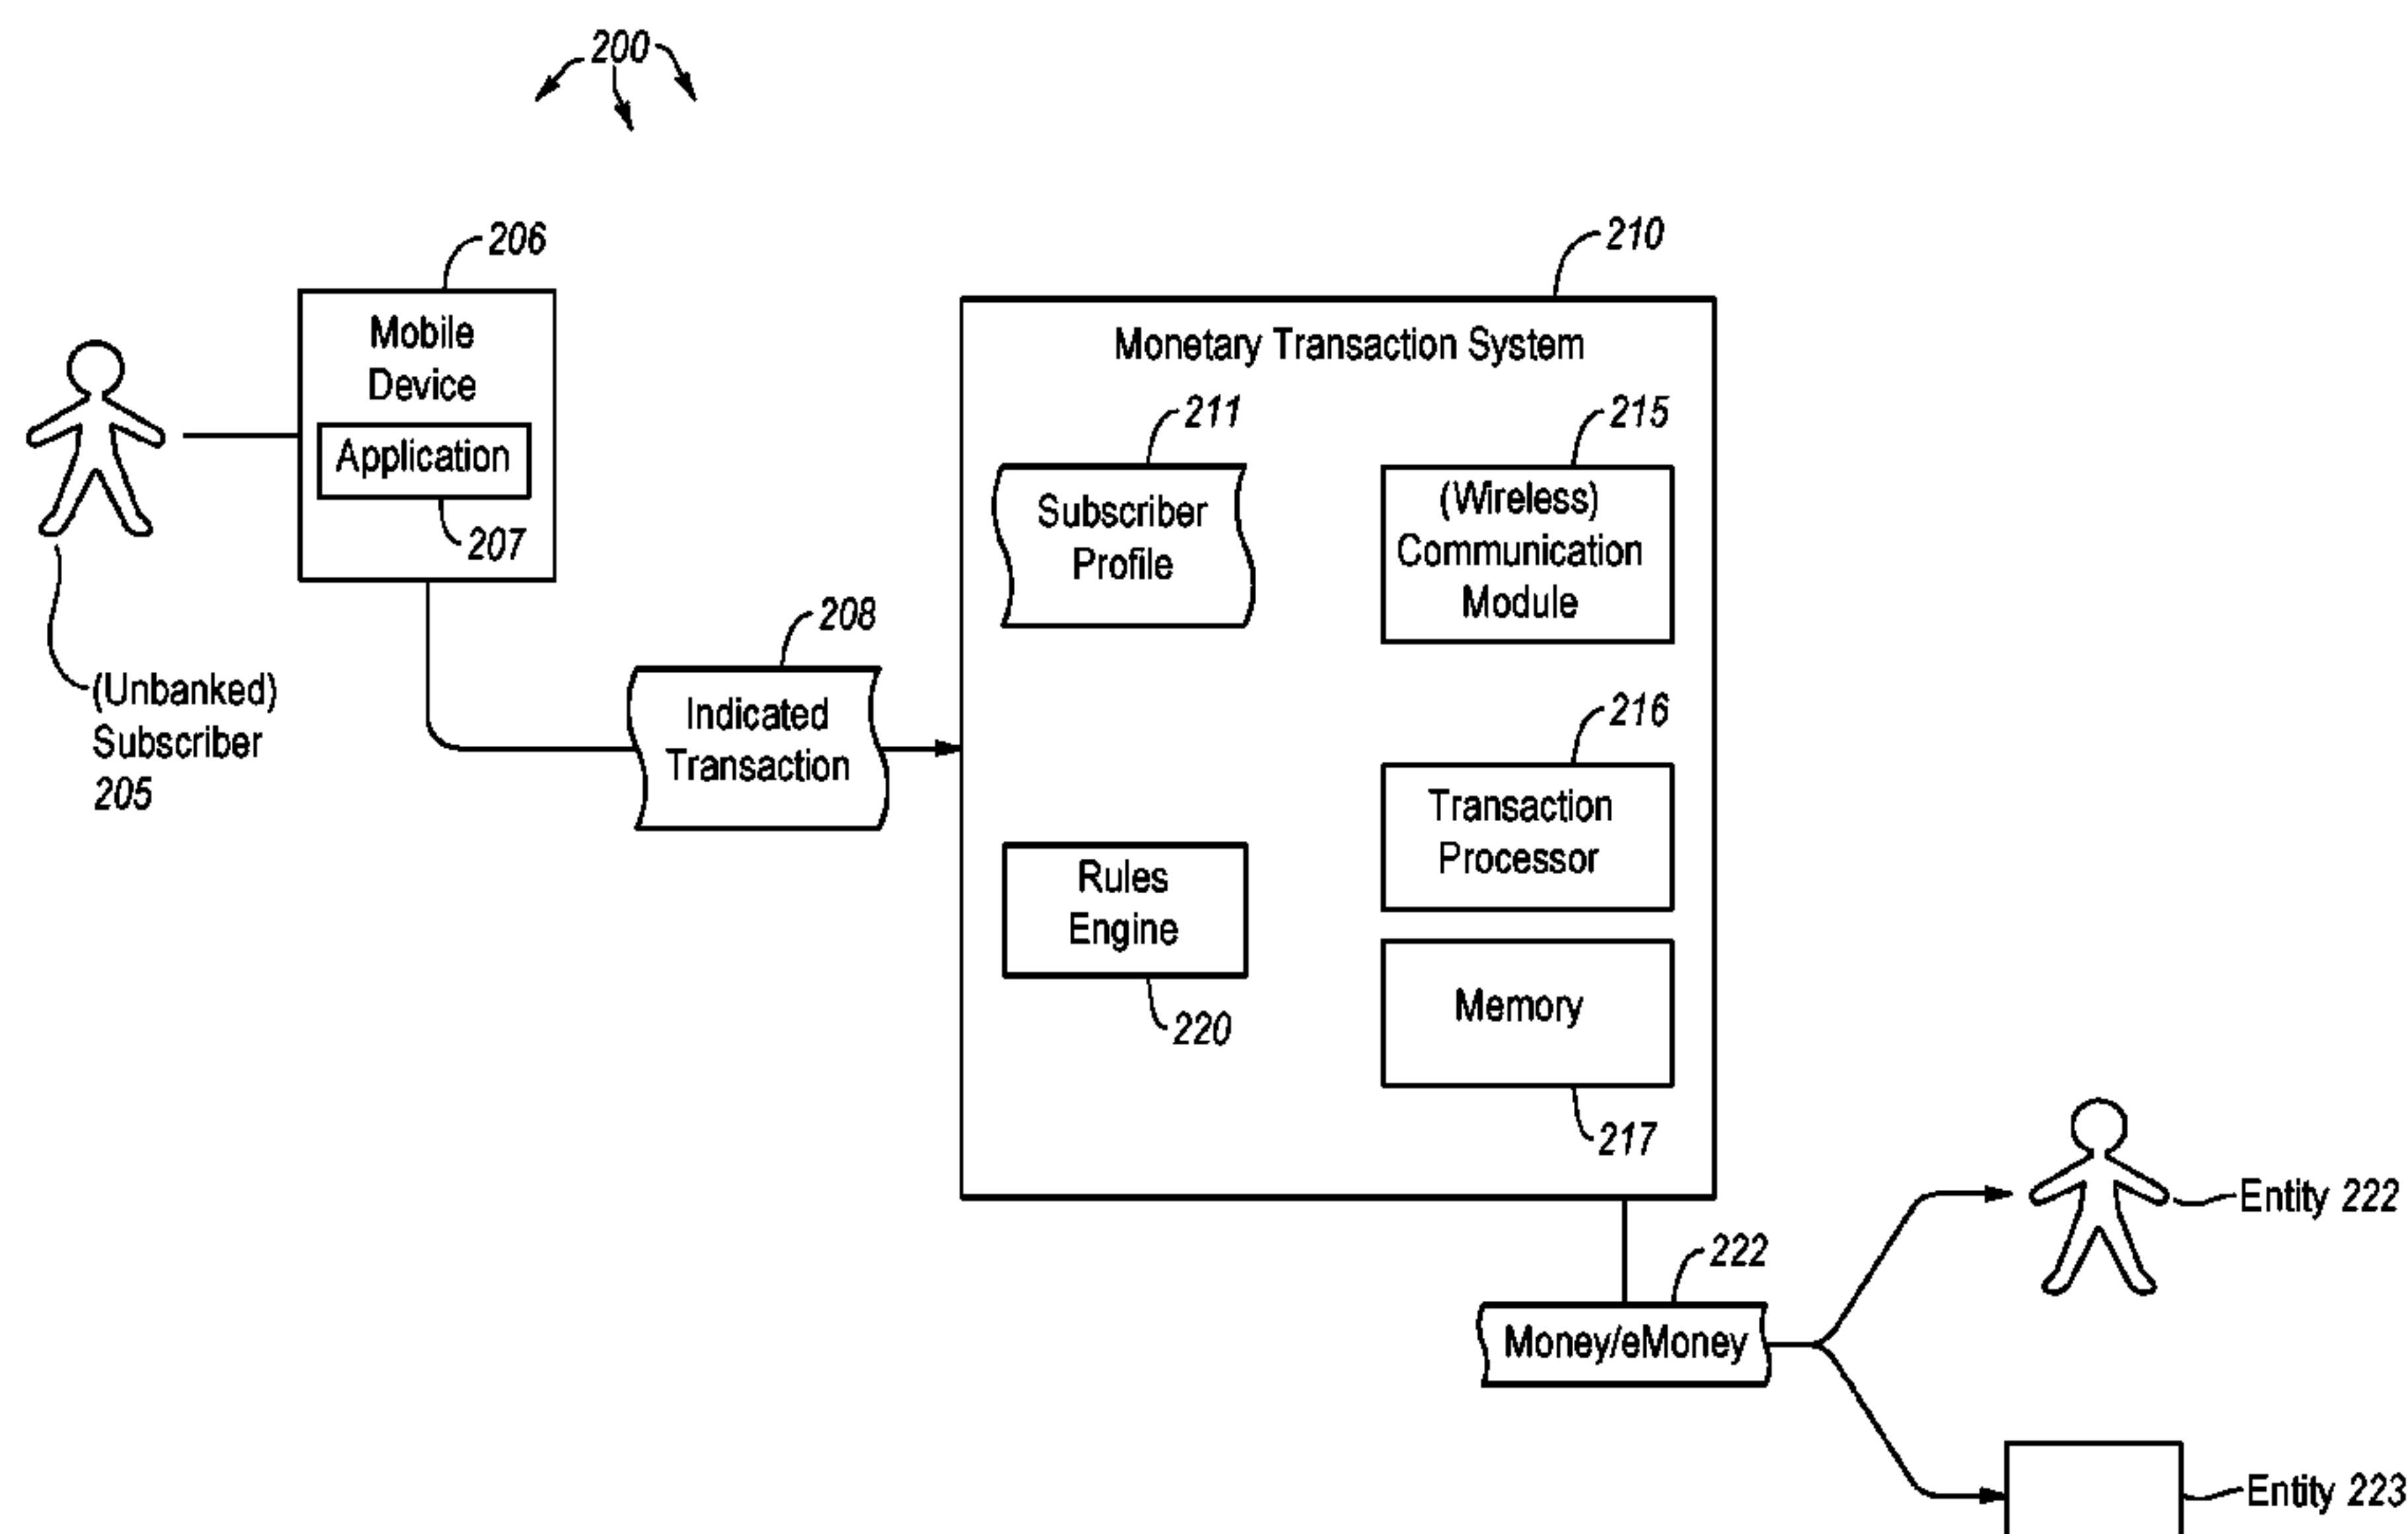 200
206
Mobile
Device
Application
207
(Unbanked)
Subscriber
205
208
Indicated
Transaction
210
Monetary Transaction System
211
Subscriber
Profile
215
(Wireless)
Communication
Module
216
Transaction
Processor
Rules
Engine
220
Memory
217
222
Money/eMoney
Entity 222
Entity 223